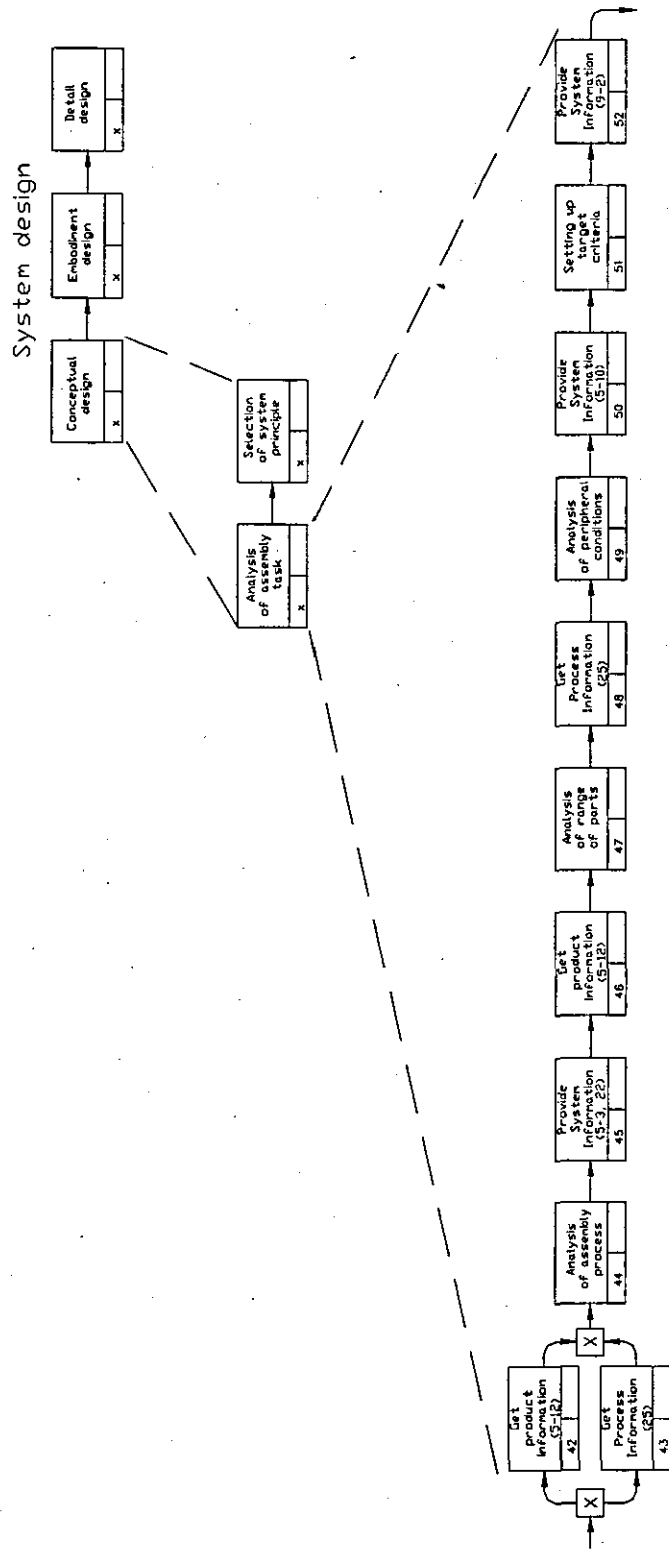 System design
Conceptual
design
x
Embodiment
design
x
Detail
design
x
Analysis
of assembly
task
x
Selection
of system
principle
x
X
Get
product
Information
(5-12)
42
Get
Process
Information
(25)
43
X
Analysis
of assembly
process
44
Provide
System
Information
(5-3, 22)
45
Get
product
Information
(5-12)
46
Analysis
of range
of parts
47
Get
Process
Information
(25)
48
Analysis
of peripheral
conditions
49
Provide
System
Information
(5-10)
50
Setting up
target
criteria
51
Provide
System
Information
(9-2)
52